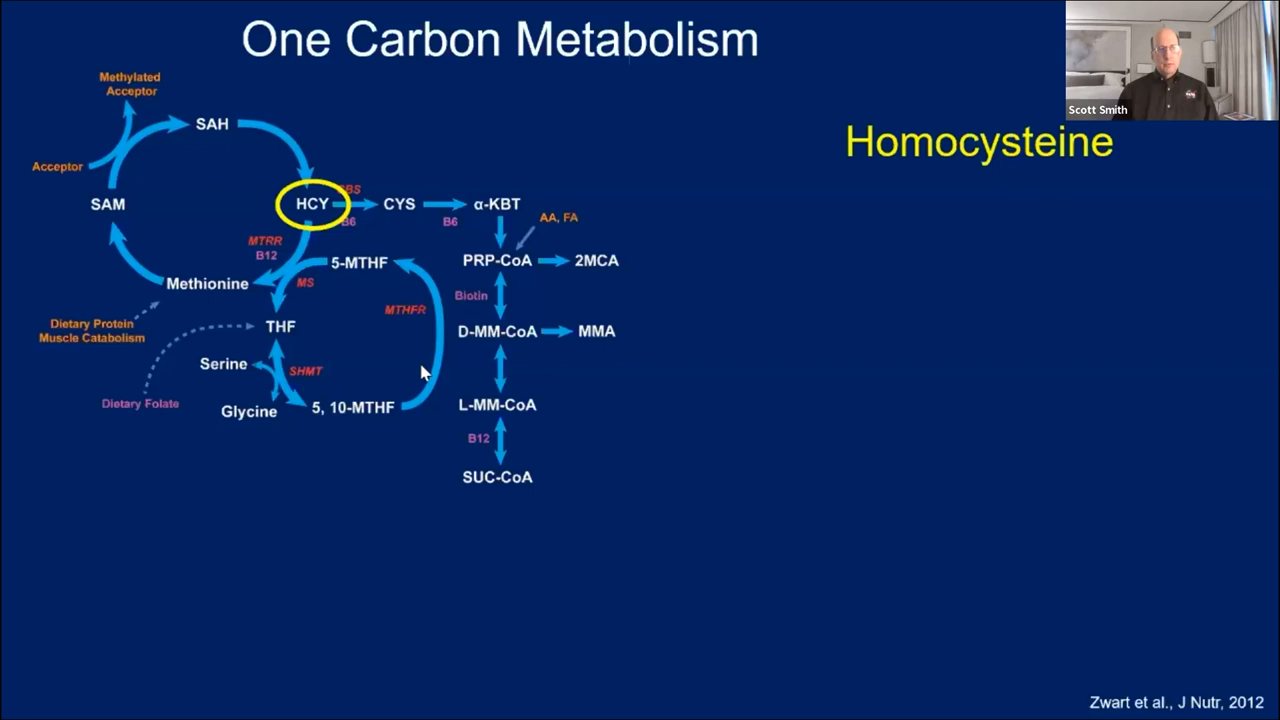 One Carbon Metabolism
Scott Smith
Homocysteine
Methylated
Acceptor
SAH
Acceptor
SAM
HCY
CBS
B6
CYS
B6
α-KBT
AA, FA
MTRR
B12
5-MTHF
PRP-CoA
2MCA
Methionine
MS
MTHFR
Biotin
Dietary Protein
Muscle Catabolism
THF
D-MM-CoA
MMA
Serine
SHMT
Dietary Folate
Glycine
5, 10-MTHF
L-MM-CoA
B12
SUC-CoA
Zwart et al., J Nutr, 2012